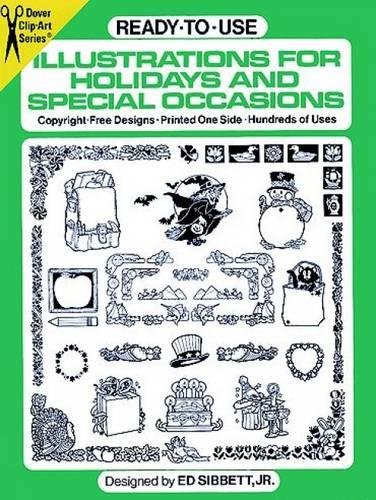 Dover
Clip-Art
Series®
READY-TO-USE
ILLUSTRATIONS FOR
HOLIDAYS AND
SPECIAL OCCASIONS
Copyright-Free Designs • Printed One Side • Hundreds of Uses
Designed by ED SIBBETT, JR.